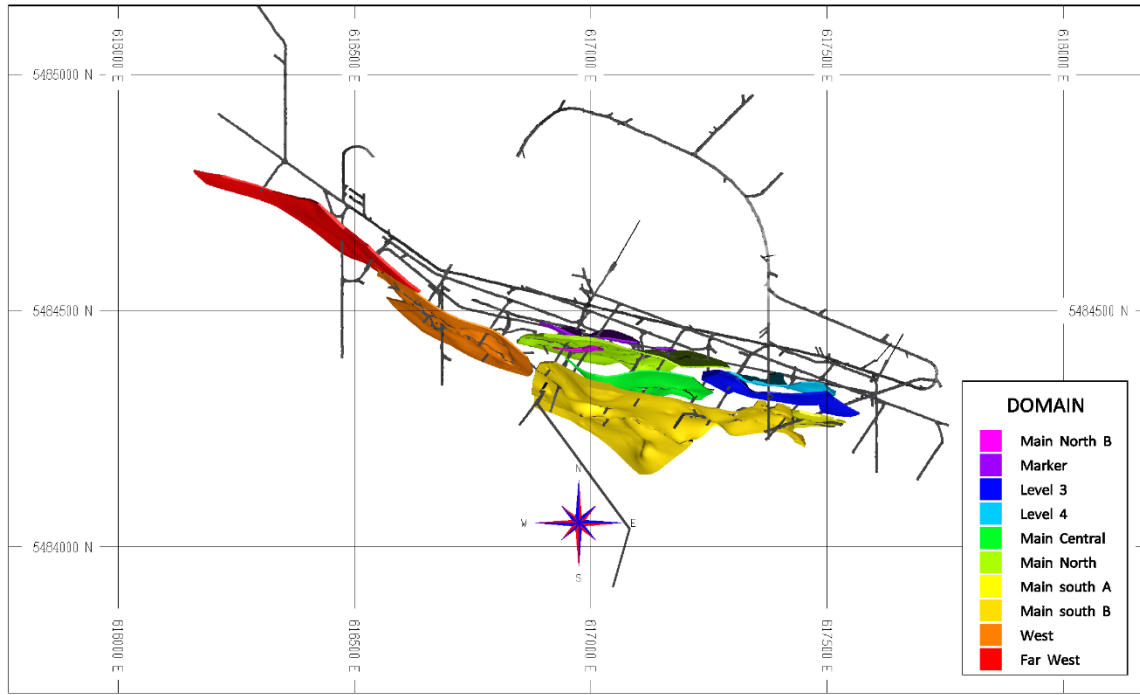 616000 E
616500 E
617000 E
617500 E
618000 E
5485000 N
5485000 N
5484500 N
5484500 N
DOMAIN
Main North B
Marker
Level 3
Level 4
Main Central
Main North
Main south A
Main south B
West
Far West
N
W
E
S
5484000 N
616000 E
616500 E
617000 E
617500 E